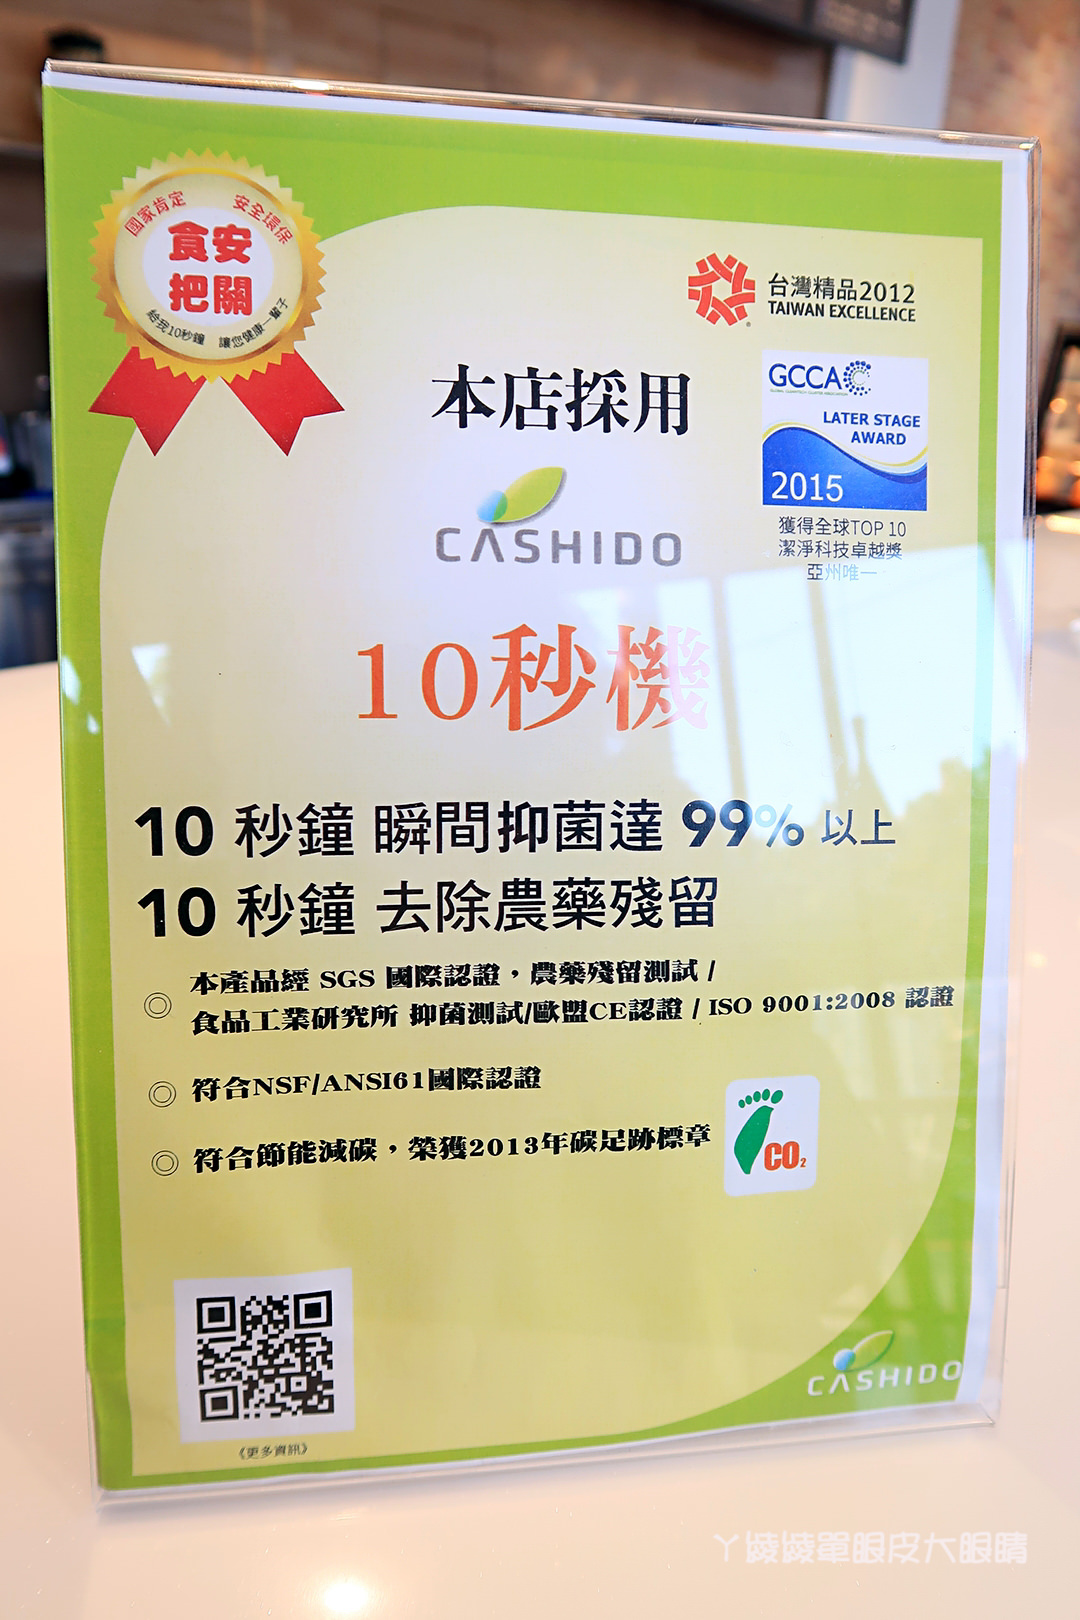 國家肯定 安全環保
食安
把關
給我10秒鐘 讓您健康一輩子
台灣精品2012
TAIWAN EXCELLENCE
本店採用
GCCA
GLOBAL CLEANTECH CLUSTER ASSOCIATION
LATER STAGE
AWARD
2015
獲得全球TOP 10
潔淨科技卓越獎
亞州唯一
CASHIDO
10秒機
10 秒鐘 瞬間抑菌達 99% 以上
10 秒鐘 去除農藥殘留
◎ 本產品經 SGS 國際認證，農藥殘留測試 /
食品工業研究所 抑菌測試/歐盟CE認證 / ISO 9001:2008 認證
◎ 符合NSF/ANSI61國際認證
◎ 符合節能減碳，榮獲2013年碳足跡標章
CO₂
CASHIDO
《更多資訊》
ㄚ綾綾單眼皮大眼睛